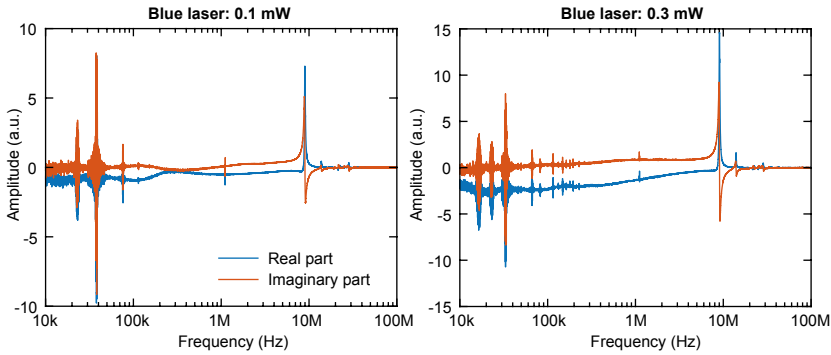 Blue laser: 0.1 mW
Amplitude (a.u.)
10
5
0
-5
-10
Real part
Imaginary part
10k
100k
1M
10M
100M
Frequency (Hz)
Blue laser: 0.3 mW
Amplitude (a.u.)
15
10
5
0
-5
-10
-15
10k
100k
1M
10M
100M
Frequency (Hz)